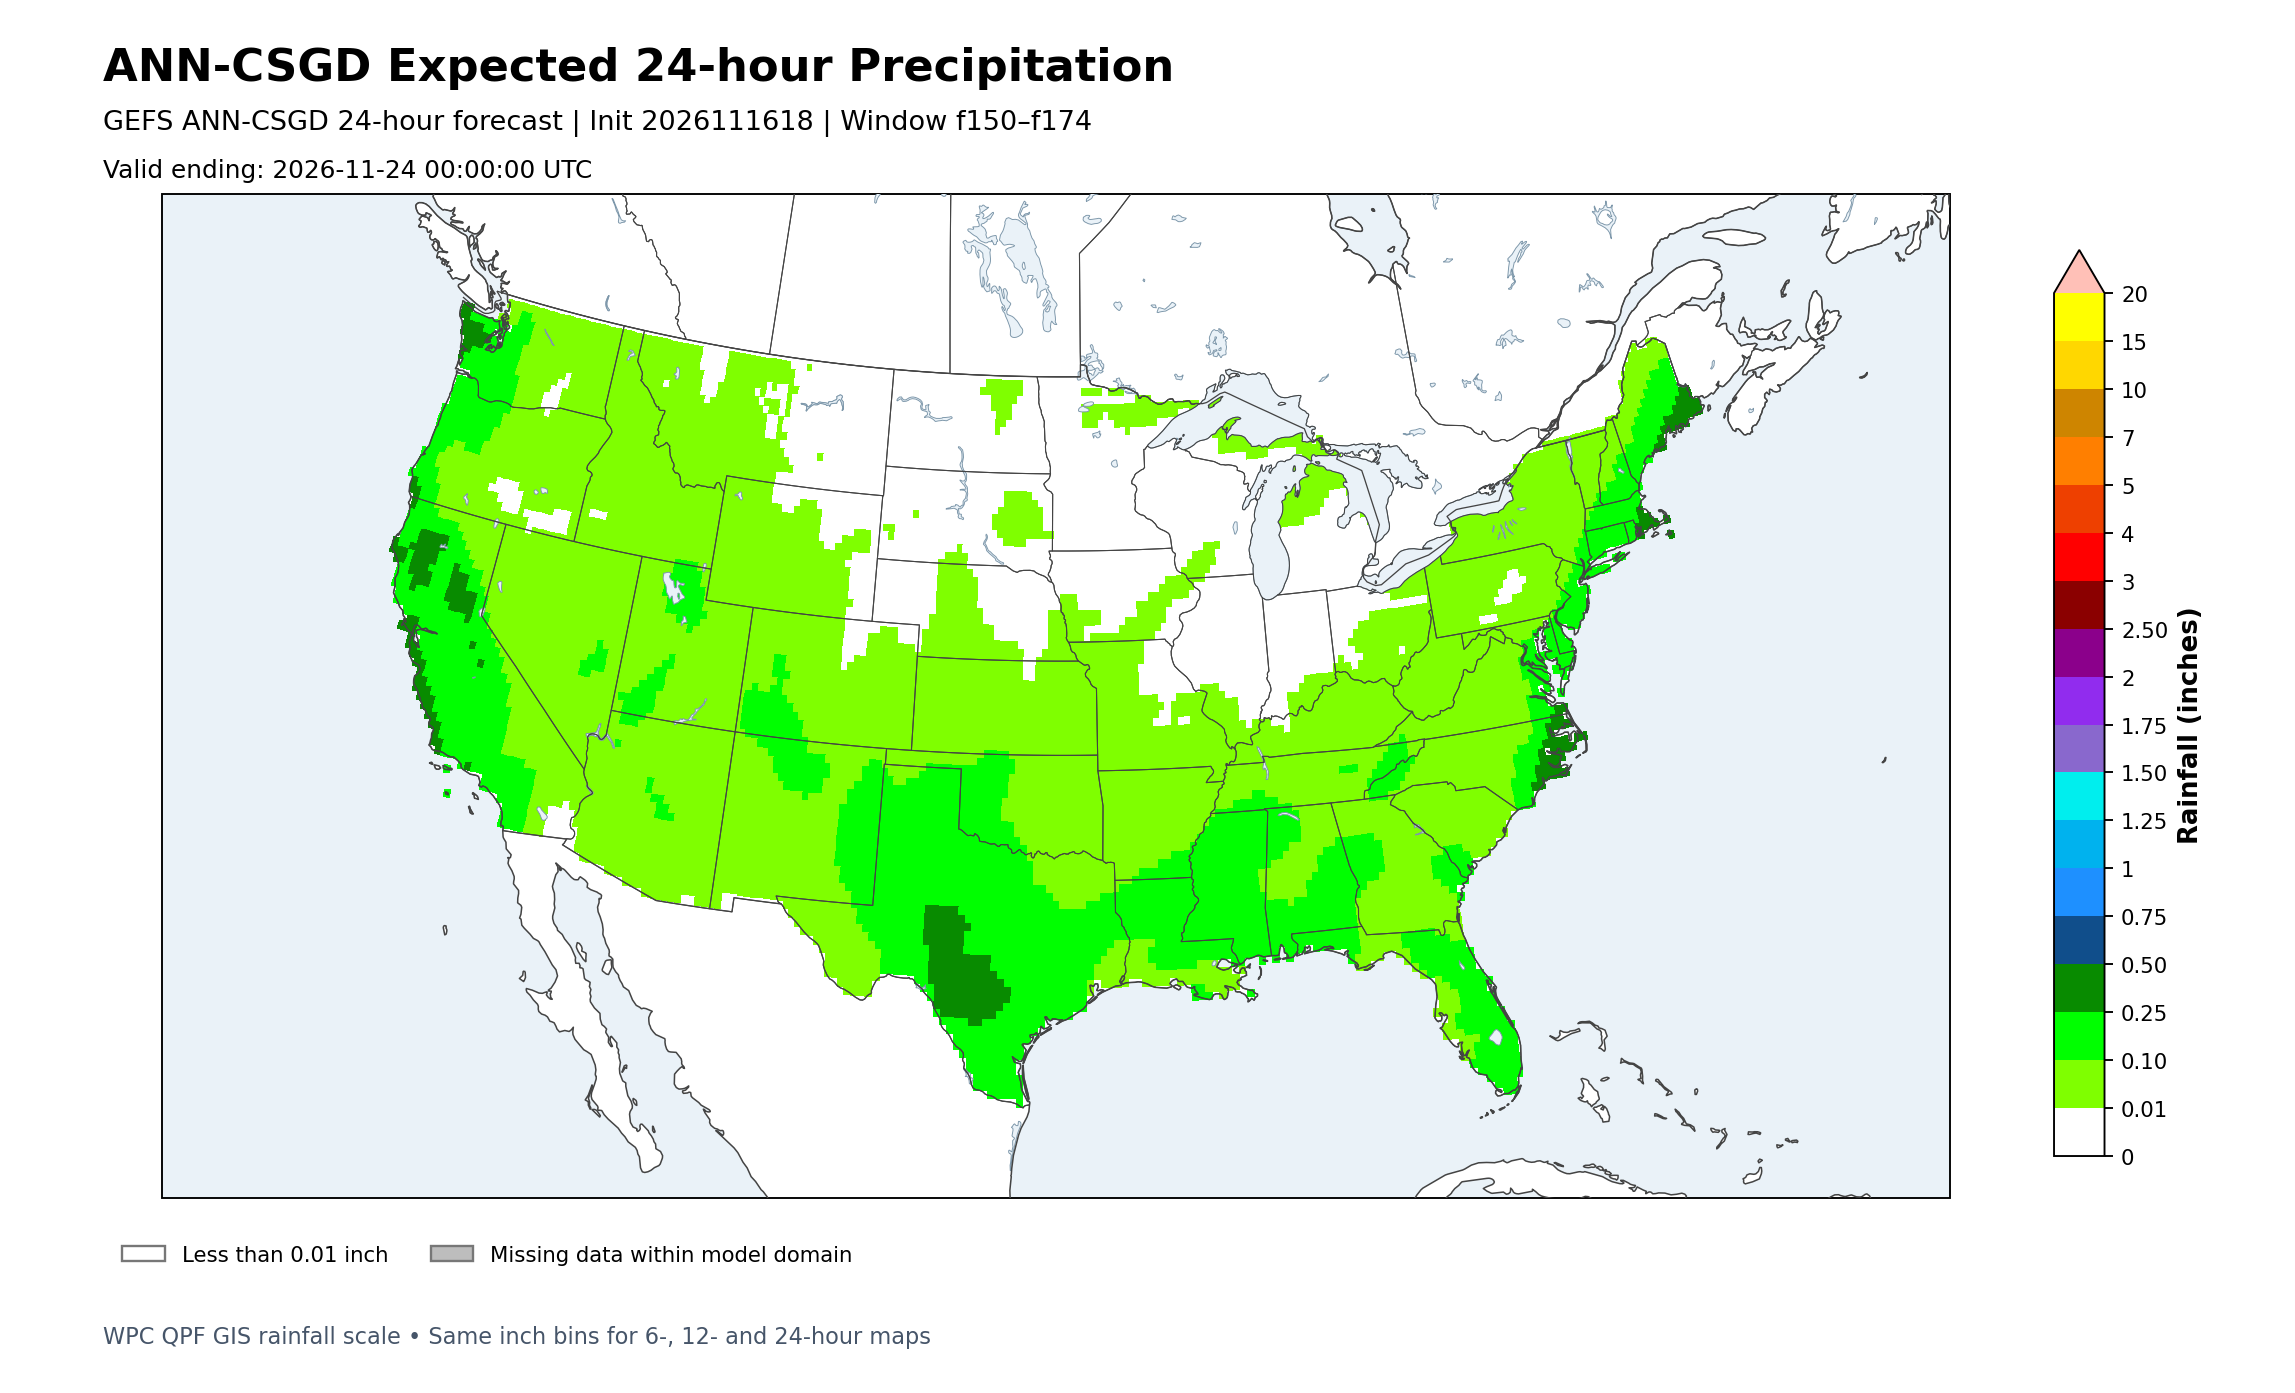 ANN-CSGD Expected 24-hour Precipitation
GEFS ANN-CSGD 24-hour forecast | Init 2026111618 | Window f150–f174
Valid ending: 2026-11-24 00:00:00 UTC
20
15
10
7
5
4
3
2.50
2
1.75
1.50
1.25
1
0.75
0.50
0.25
0.10
0.01
0
Rainfall (inches)
Less than 0.01 inch
Missing data within model domain
WPC QPF GIS rainfall scale • Same inch bins for 6-, 12- and 24-hour maps